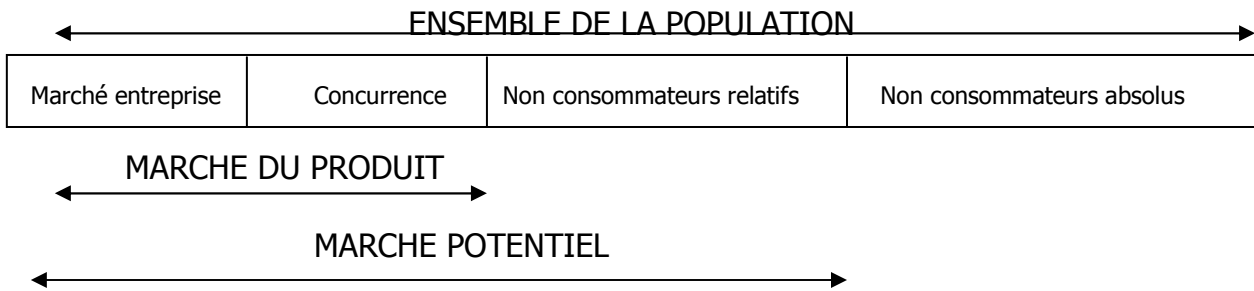 ENSEMBLE DE LA POPULATION
Marché entreprise
Concurrence
Non consommateurs relatifs
Non consommateurs absolus
MARCHE DU PRODUIT
MARCHE POTENTIEL